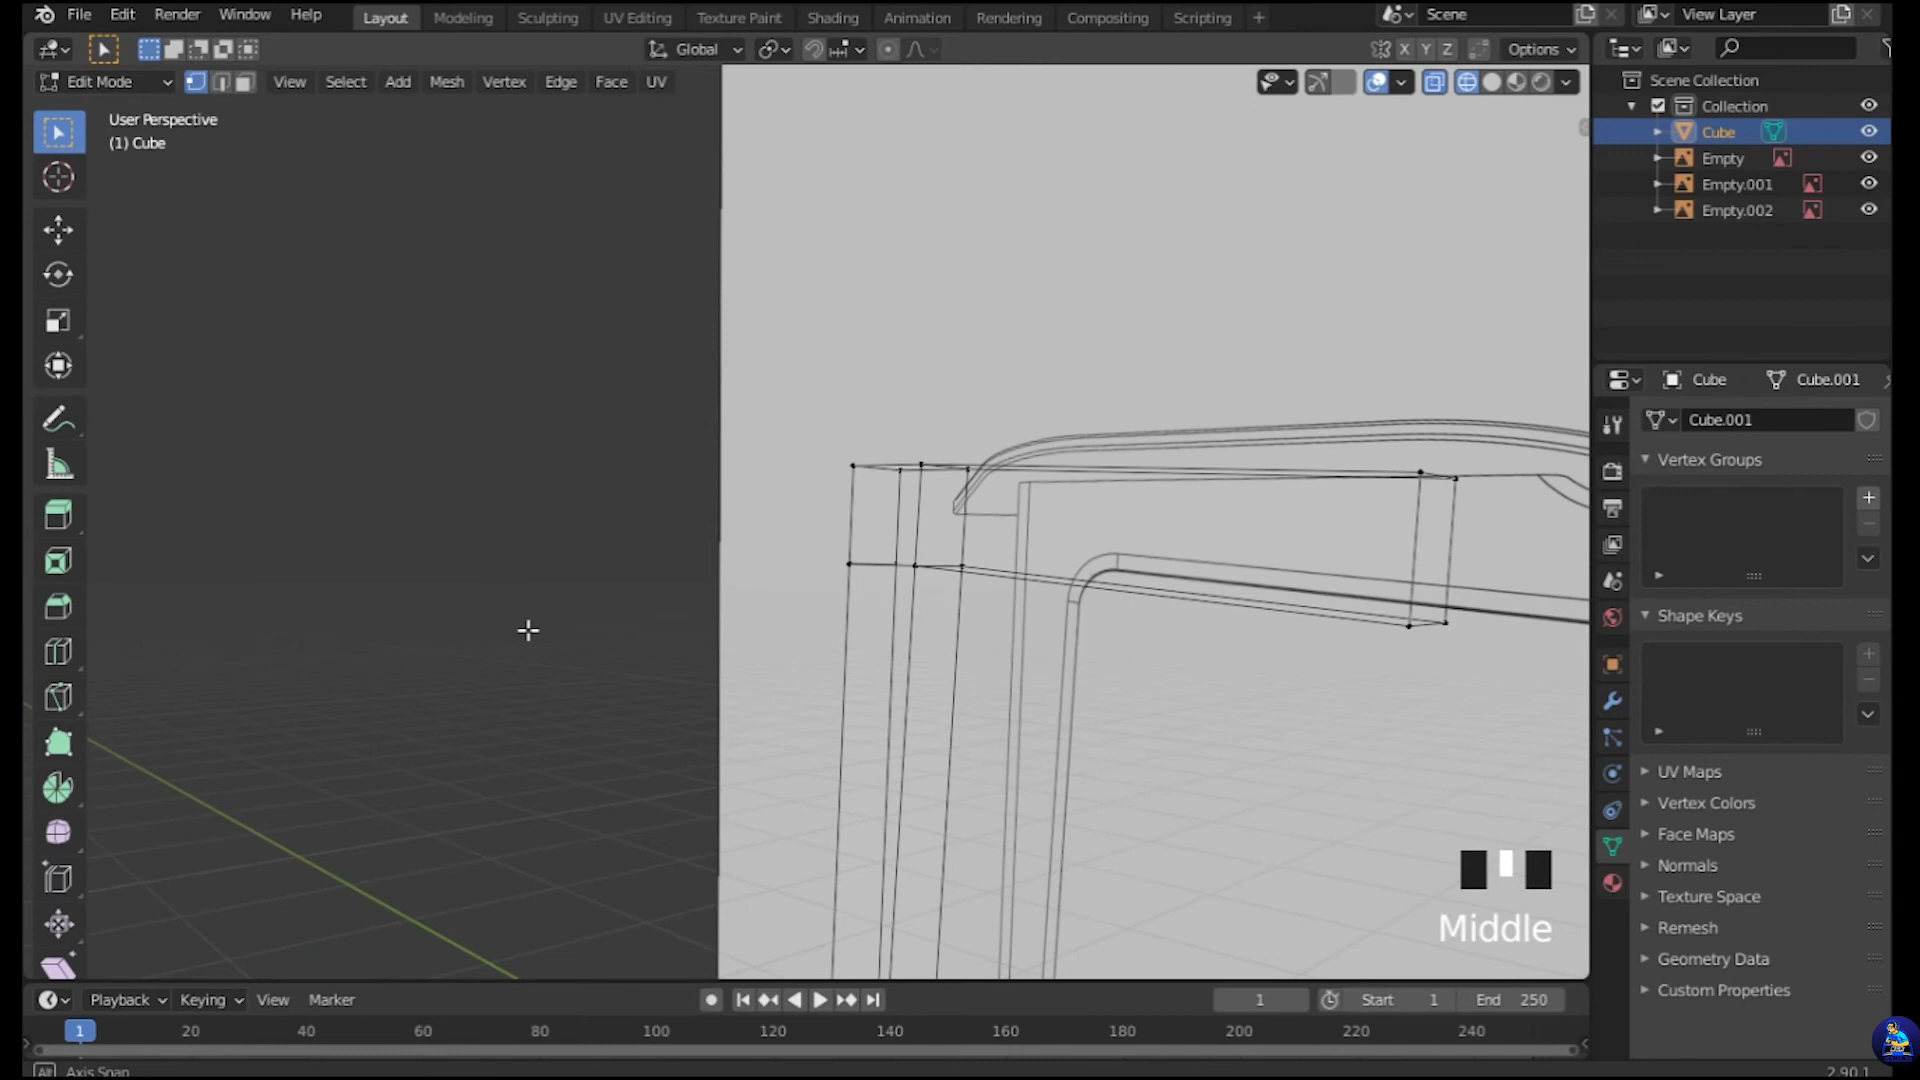 File Edit Render Window Help Layout Modeling Sculpting UV Editing Texture Paint Shading Animation Rendering Compositing Scripting + Scene View Layer
Global X Y Z Options
Edit Mode View Select Add Mesh Vertex Edge Face UV
User Perspective
(1) Cube
Scene Collection
Collection
Cube
Empty
Empty.001
Empty.002
Cube Cube.001
Cube.001
Vertex Groups
Shape Keys
UV Maps
Vertex Colors
Face Maps
Normals
Texture Space
Remesh
Geometry Data
Custom Properties
Middle
Playback Keying View Marker 1 Start 1 End 250
1 20 40 60 80 100 120 140 160 180 200 220 240
Alt Axis Snap 2.90.1